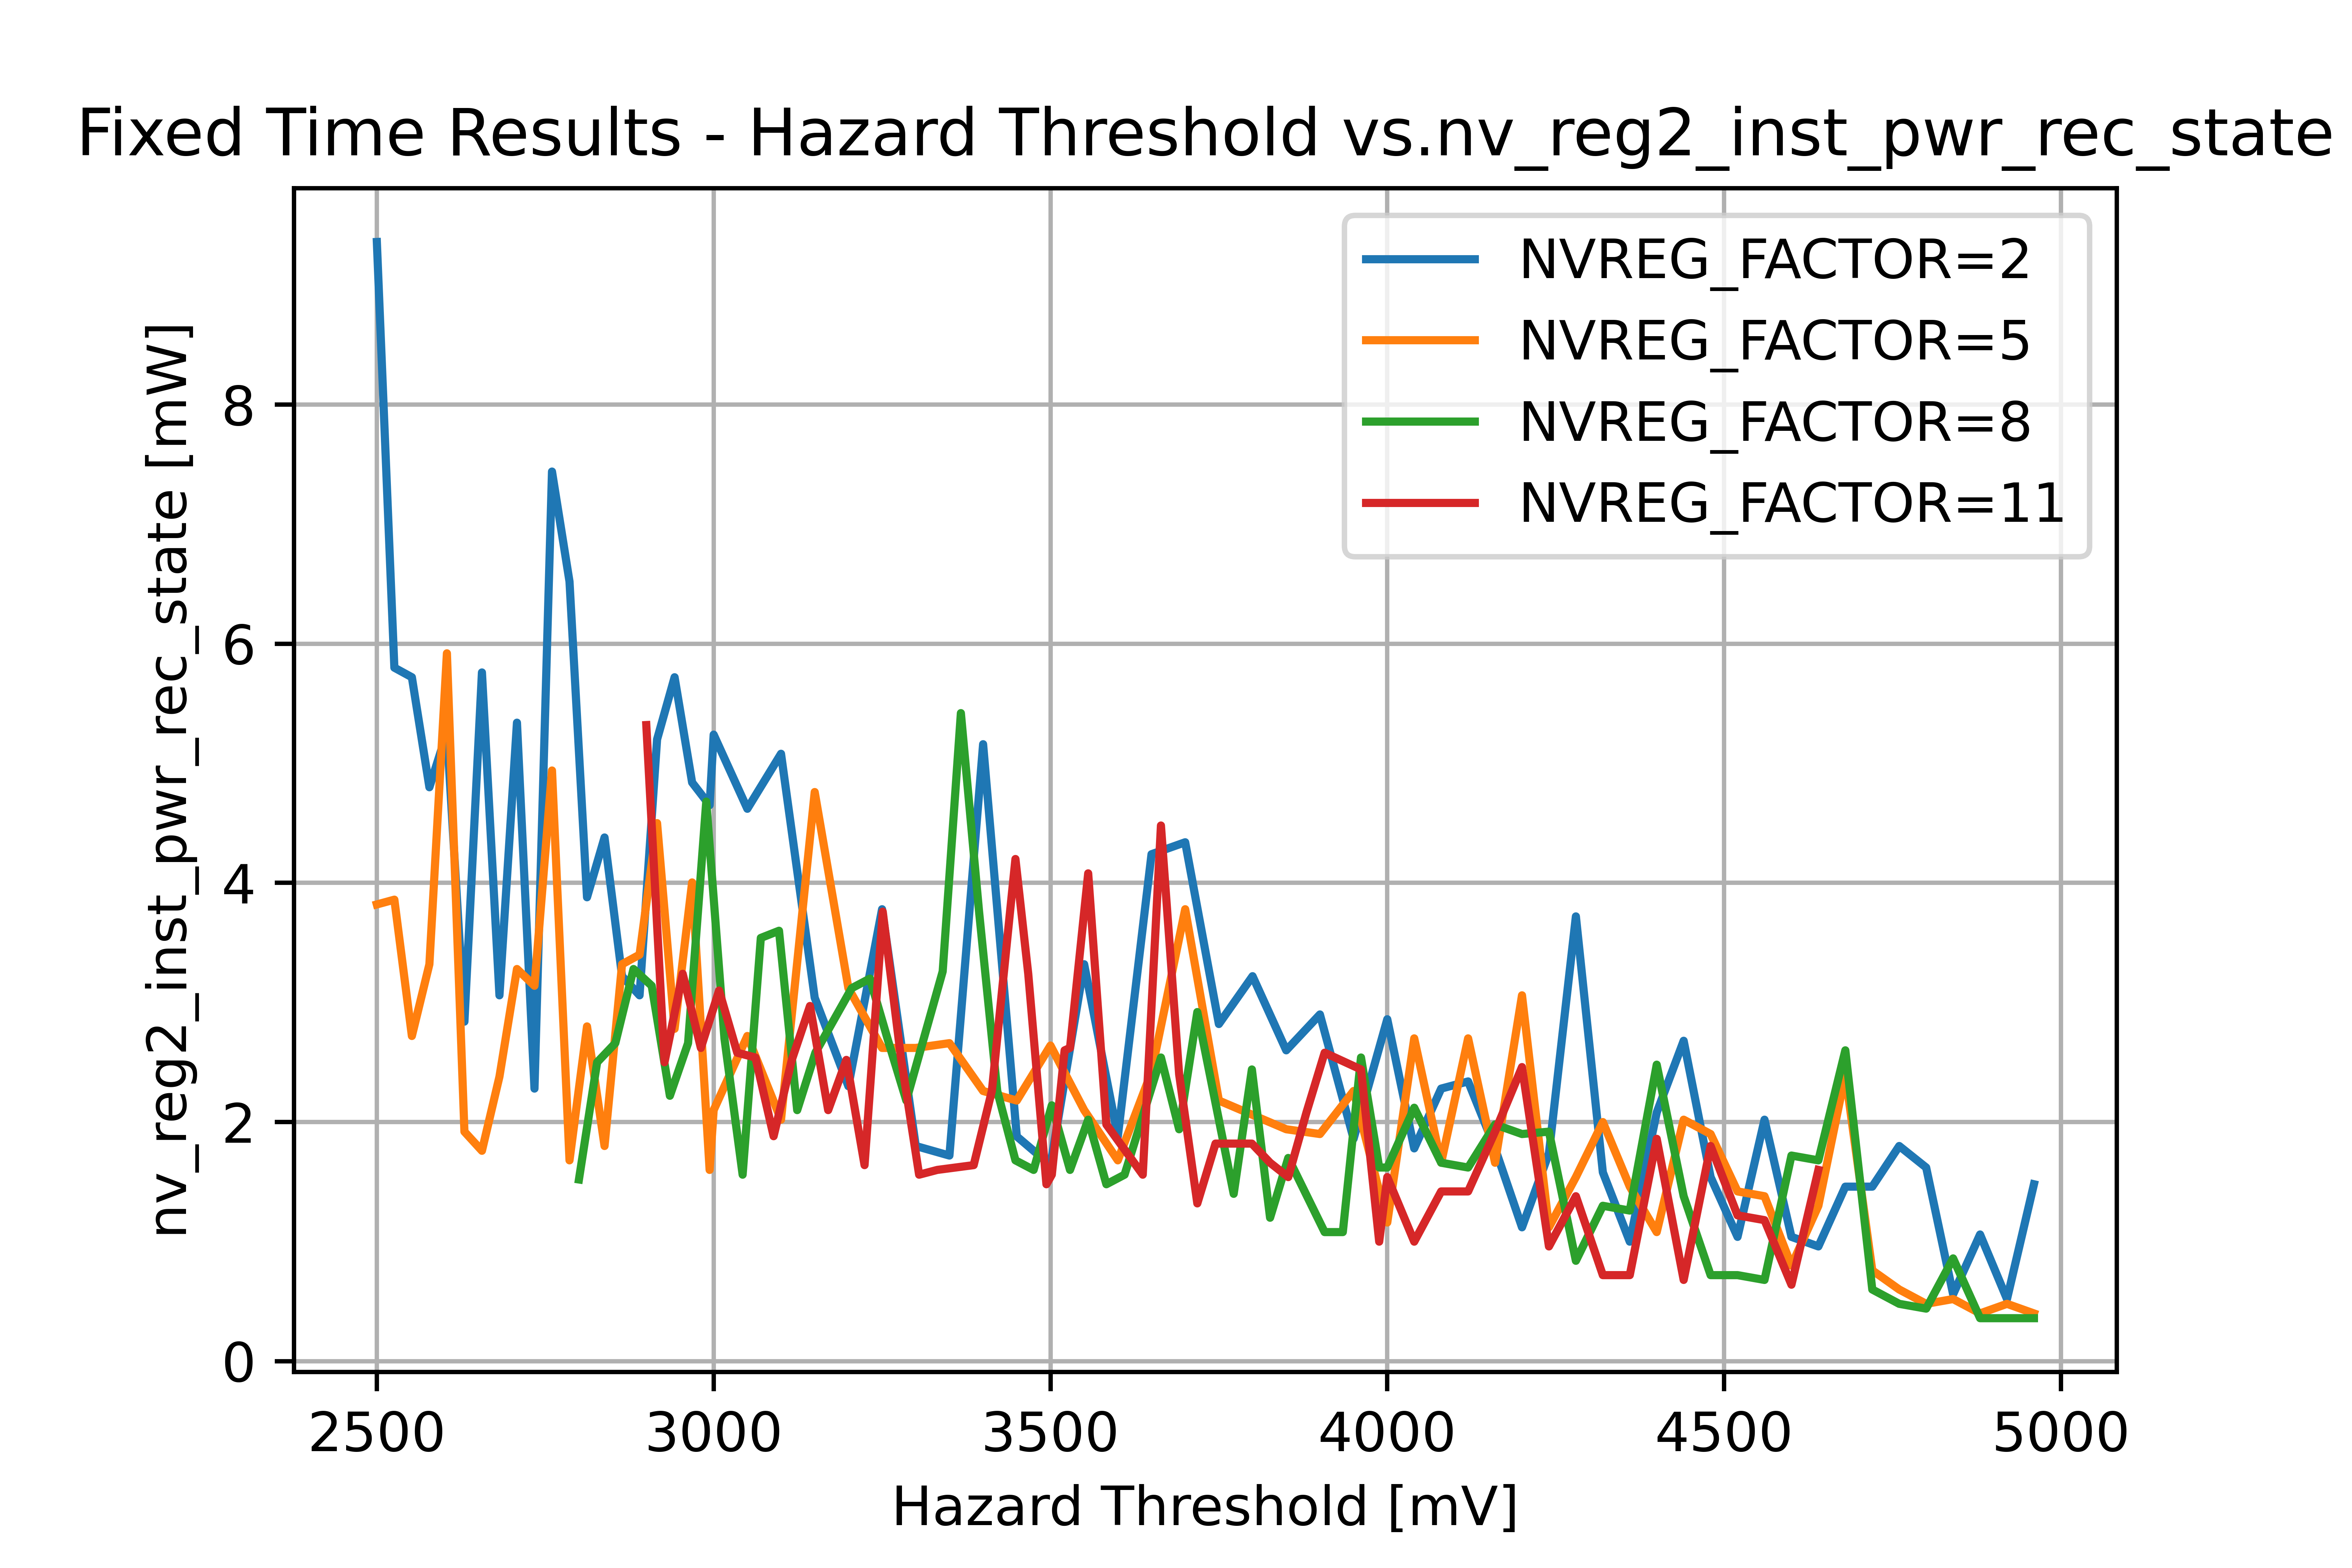 Fixed Time Results - Hazard Threshold vs.nv_reg2_inst_pwr_rec_state
nv_reg2_inst_pwr_rec_state [mW]
8
6
4
2
0
NVREG_FACTOR=2
NVREG_FACTOR=5
NVREG_FACTOR=8
NVREG_FACTOR=11
2500 3000 3500 4000 4500 5000
Hazard Threshold [mV]